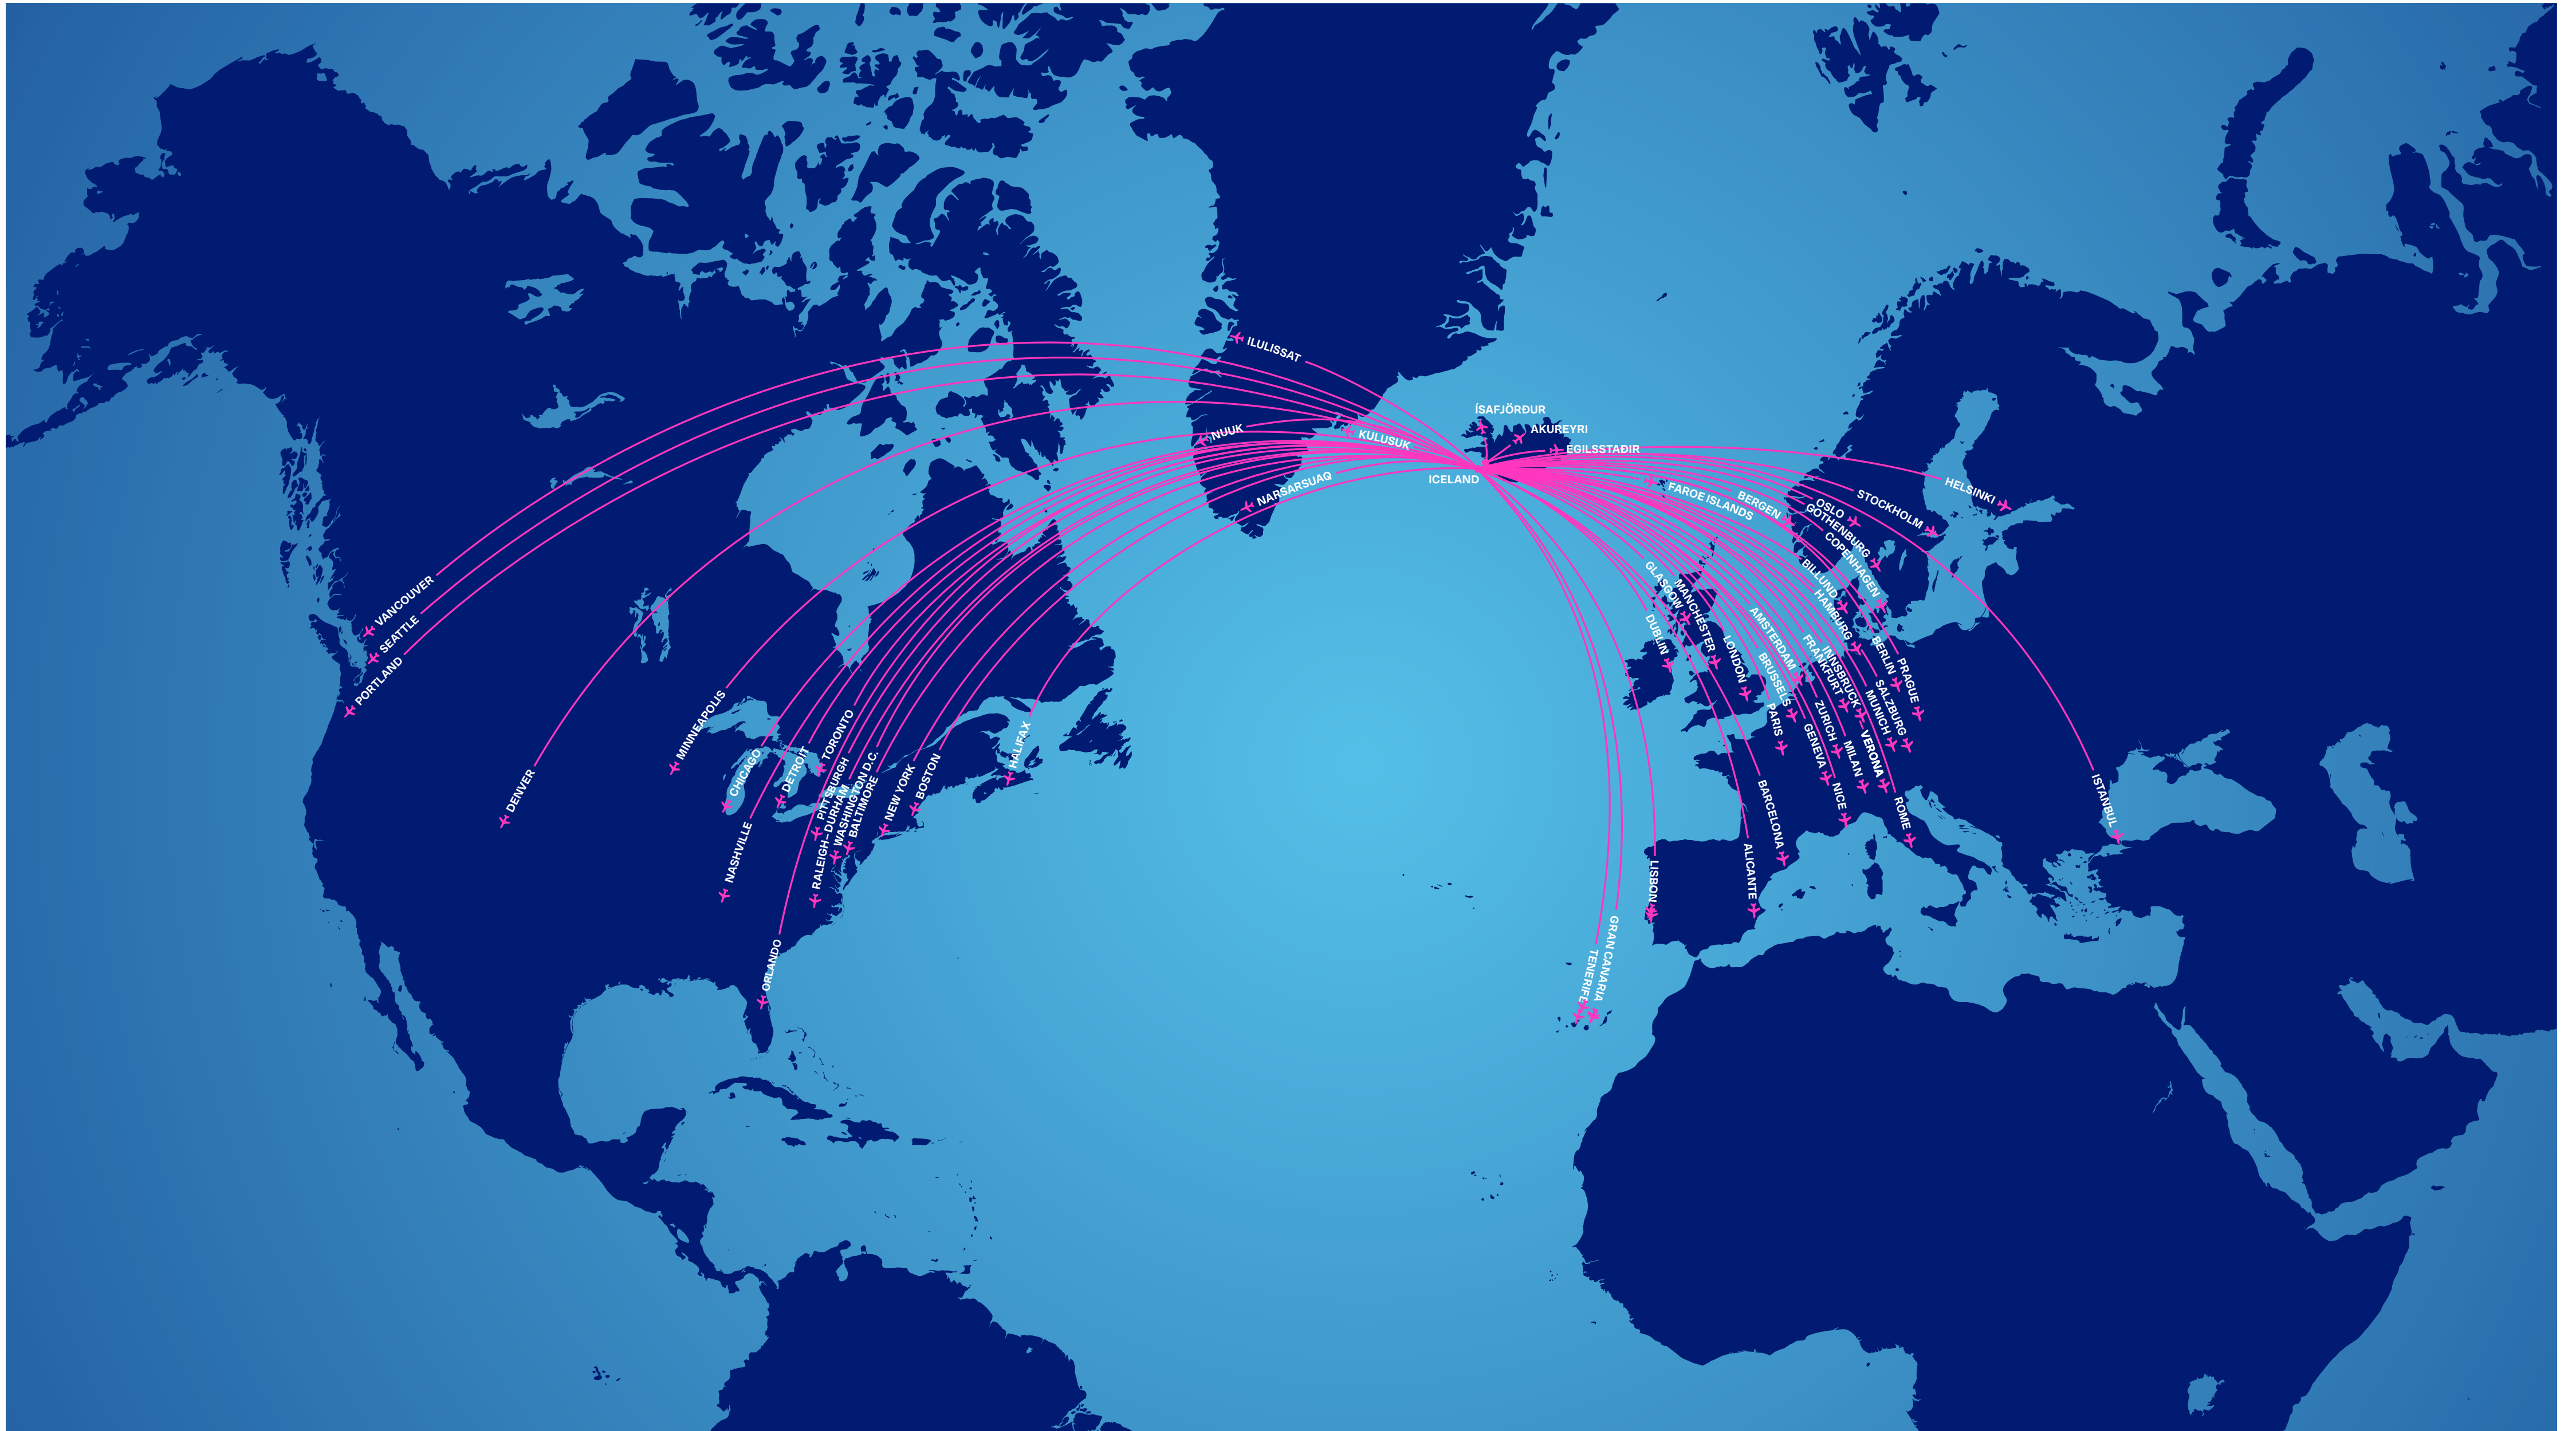 ILULISSAT
ÍSAFJÖRÐUR
AKUREYRI
NUUK
KULUSUK
EGILSSTAÐIR
ICELAND
NARSARSUAQ
FAROE ISLANDS
BERGEN
OSLO
GOTHENBURG
COPENHAGEN
STOCKHOLM
HELSINKI
VANCOUVER
SEATTLE
PORTLAND
DENVER
MINNEAPOLIS
CHICAGO
DETROIT
TORONTO
NASHVILLE
PITTSBURGH
RALEIGH – DURHAM
WASHINGTON D.C.
BALTIMORE
NEW YORK
BOSTON
HALIFAX
ORLANDO
GLASGOW
MANCHESTER
DUBLIN
LONDON
AMSTERDAM
BRUSSELS
PARIS
BILLUND
HAMBURG
BERLIN
PRAGUE
FRANKFURT
INNSBRUCK
SALZBURG
MUNICH
ZURICH
GENEVA
MILAN
VERONA
NICE
ROME
BARCELONA
ALICANTE
LISBON
GRAN CANARIA
TENERIFE
ISTANBUL